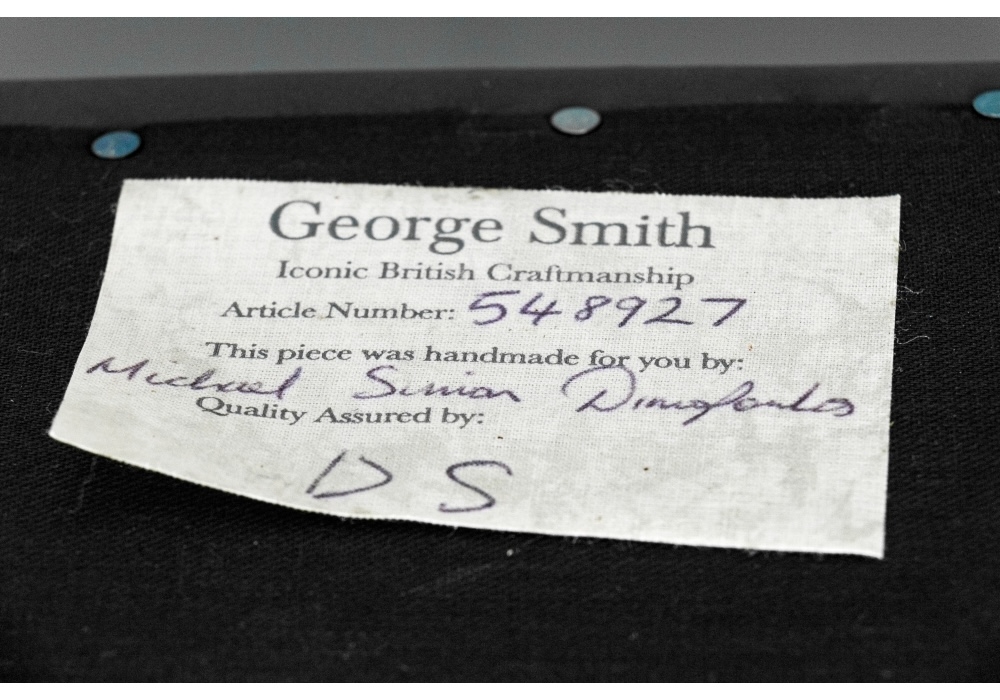 George Smith
Iconic British Craftmanship
Article Number: 548927
This piece was handmade for you by:
Michael Simon Dimopoulos
Quality Assured by:
D S